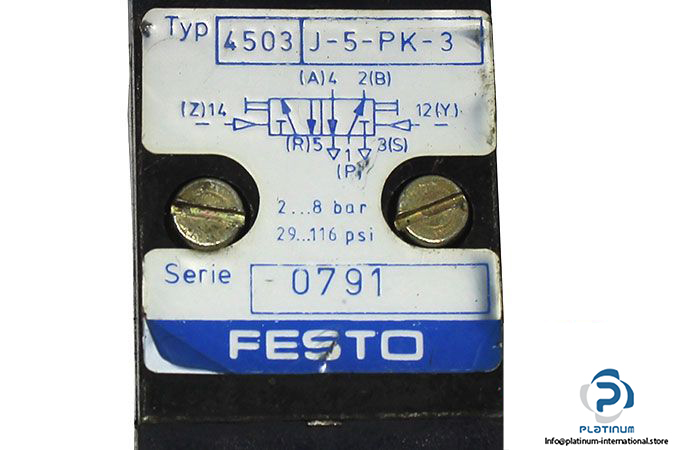 Typ 4503 J-5-PK-3
(A)4 2(B)
(Z)14 12(Y)
(R)5 1 3(S)
(P)
2...8 bar
29...116 psi
Serie 0791
FESTO
PLATINUM
Info@platinum-international.store